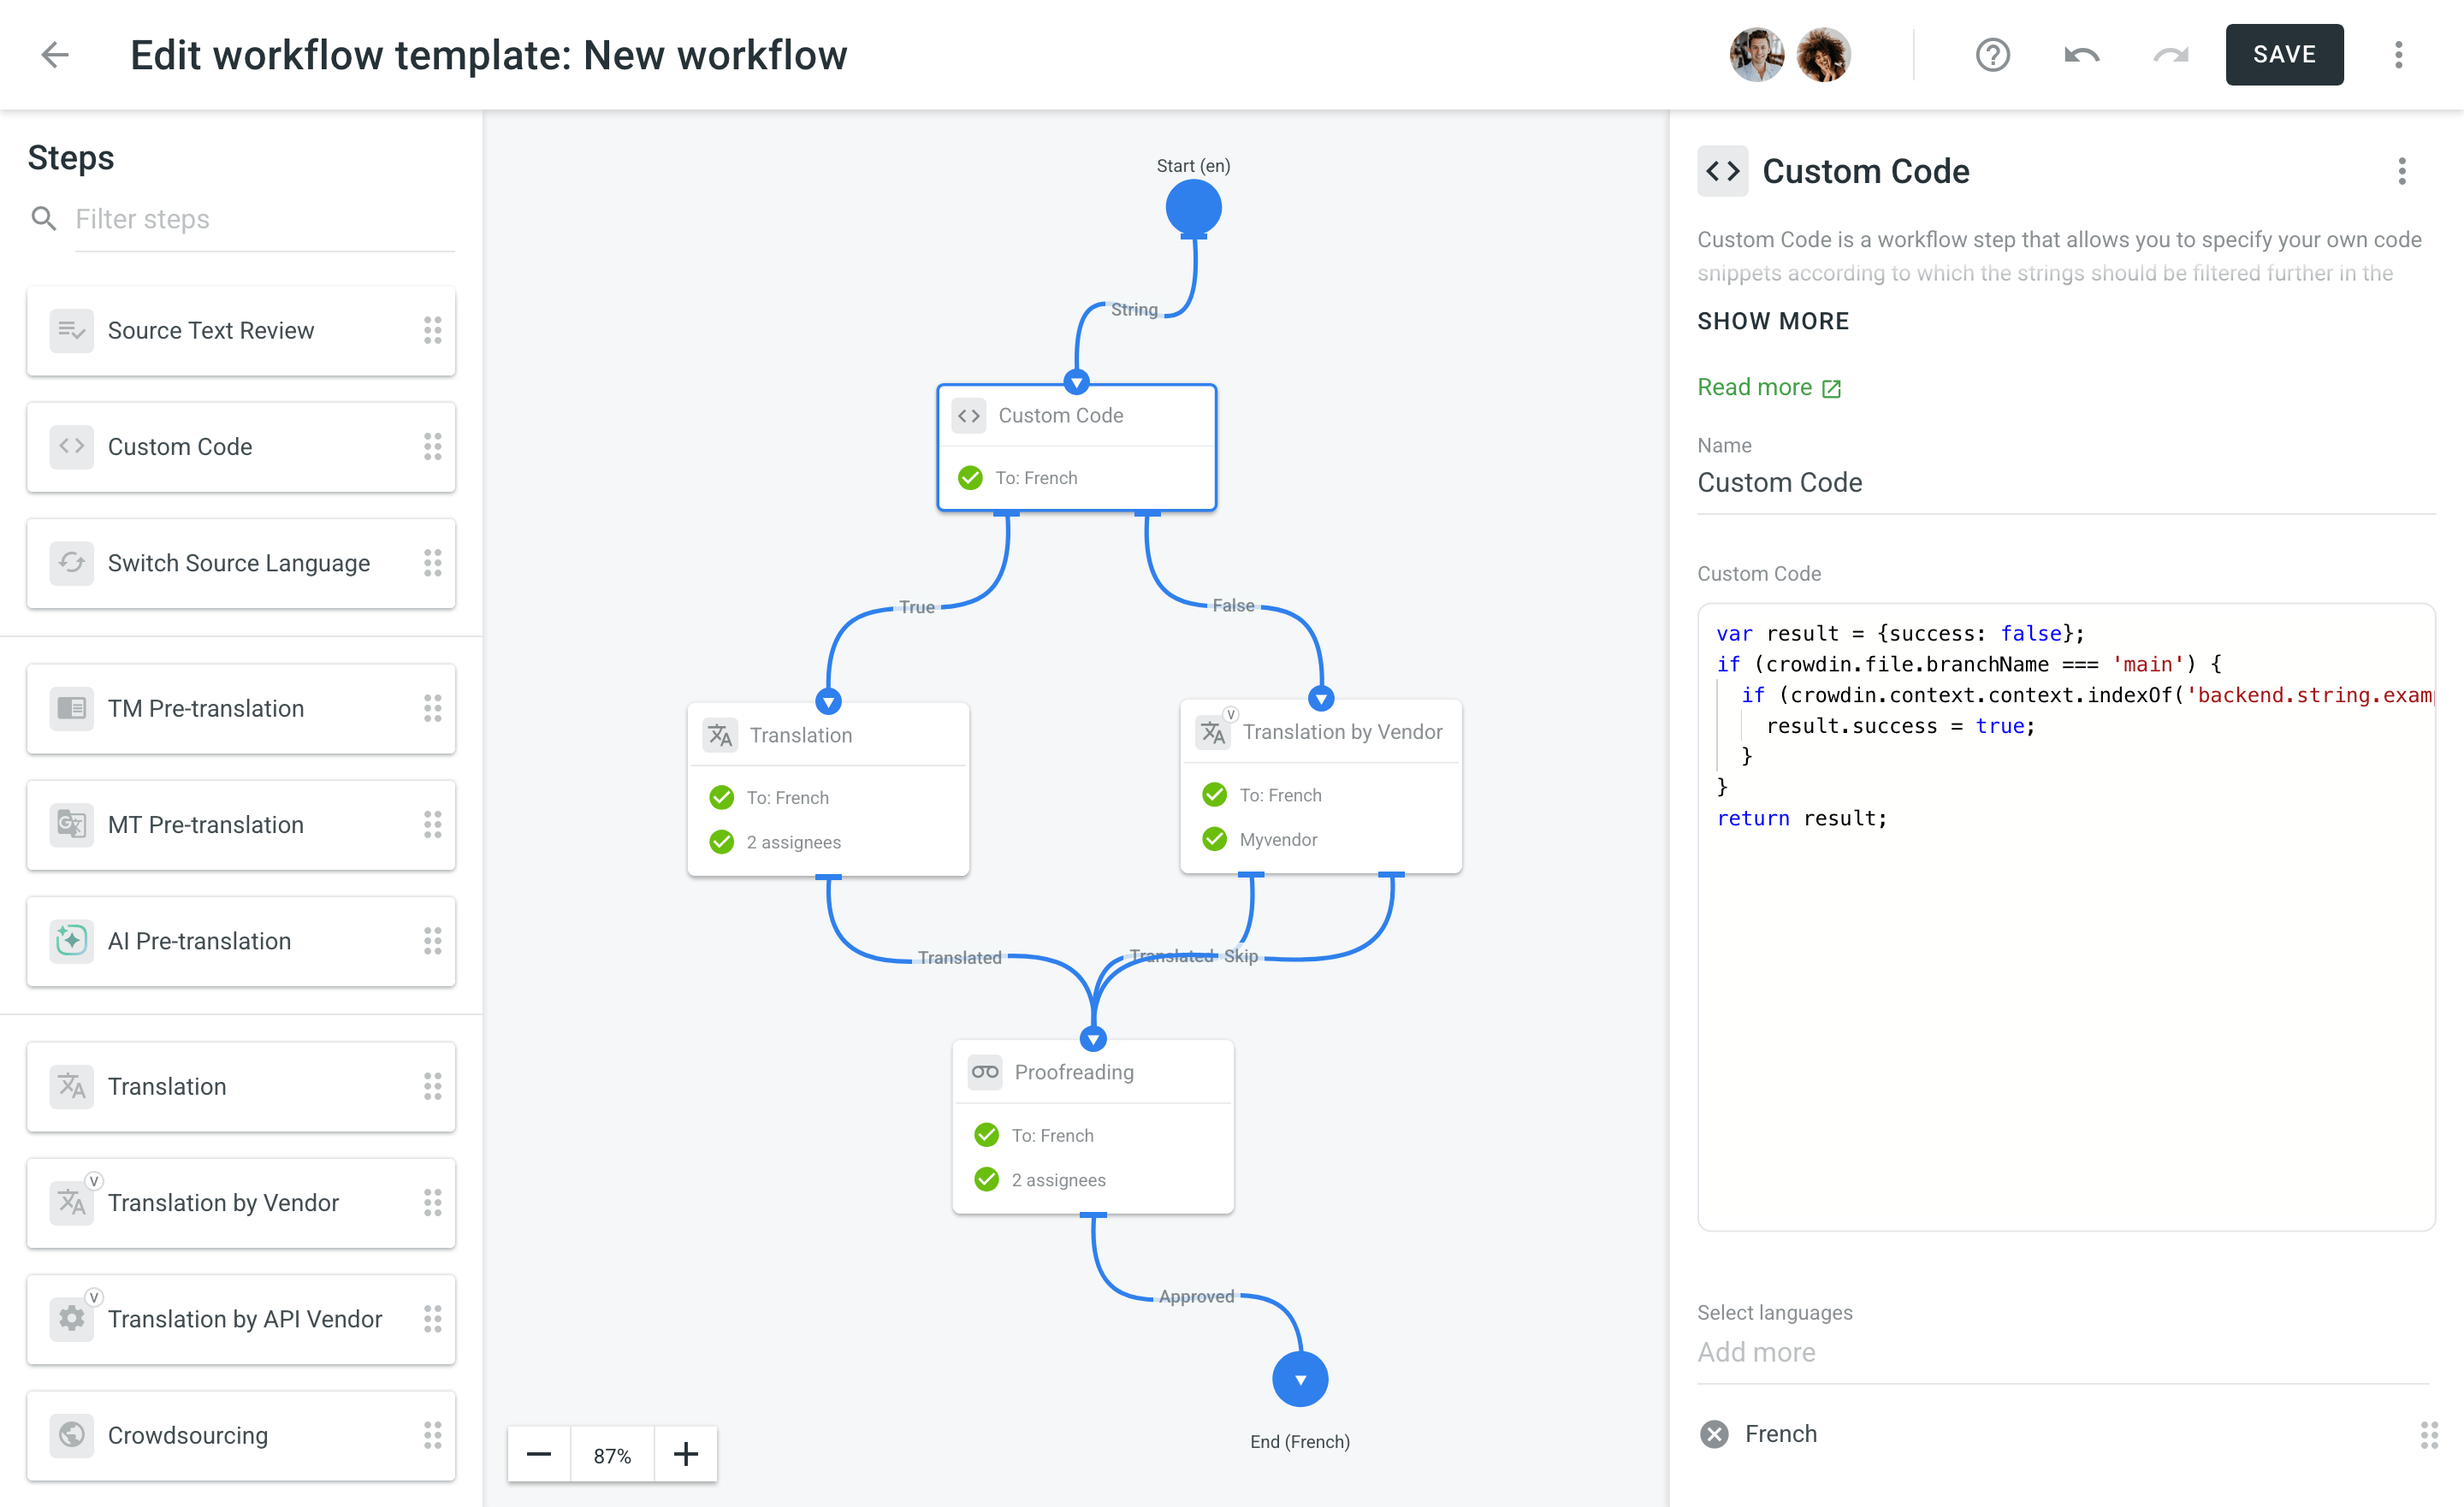 Edit workflow template: New workflow
SAVE
Steps
Filter steps
Source Text Review
Custom Code
Switch Source Language
TM Pre-translation
MT Pre-translation
AI Pre-translation
Translation
V
Translation by Vendor
V
Translation by API Vendor
Crowdsourcing
Start (en)
String
Custom Code
To: French
True
False
Translation
To: French
2 assignees
V
Translation by Vendor
To: French
Myvendor
Translated
Translated
Skip
Proofreading
To: French
2 assignees
Approved
End (French)
87%
Custom Code
Custom Code is a workflow step that allows you to specify your own code
snippets according to which the strings should be filtered further in the
SHOW MORE
Read more
Name
Custom Code
Custom Code
var result = {success: false};
if (crowdin.file.branchName === 'main') {
if (crowdin.context.context.indexOf('backend.string.exam
result.success = true;
}
}
return result;
Select languages
Add more
French